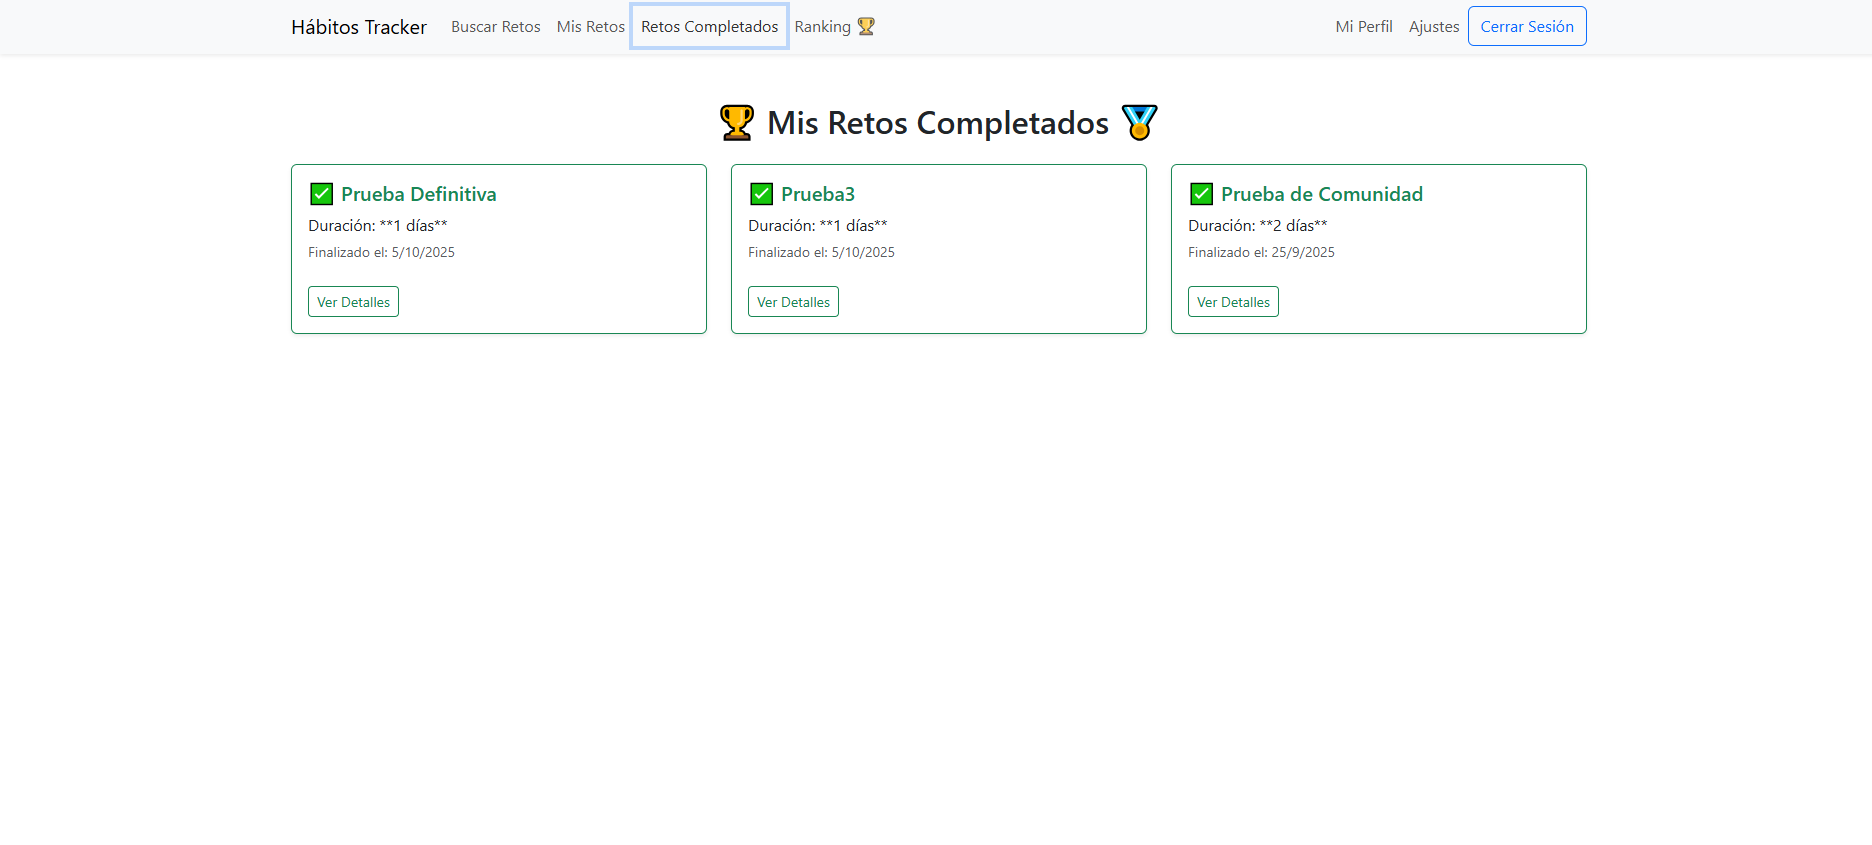 Hábitos Tracker Buscar Retos Mis Retos Retos Completados Ranking 🏆 Mi Perfil Ajustes Cerrar Sesión
🏆 Mis Retos Completados 🏅
✅ Prueba Definitiva
Duración: **1 días**
Finalizado el: 5/10/2025
Ver Detalles
✅ Prueba3
Duración: **1 días**
Finalizado el: 5/10/2025
Ver Detalles
✅ Prueba de Comunidad
Duración: **2 días**
Finalizado el: 25/9/2025
Ver Detalles